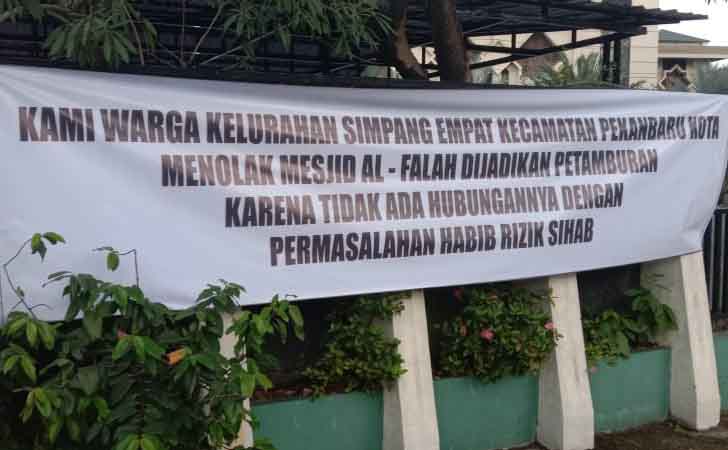 KAMI WARGA KELURAHAN SIMPANG EMPAT KECAMATAN PEKANBARU KOTA
MENOLAK MESJID AL - FALAH DIJADIKAN PETAMBURAN
KARENA TIDAK ADA HUBUNGANNYA DENGAN
PERMASALAHAN HABIB RIZIK SIHAB